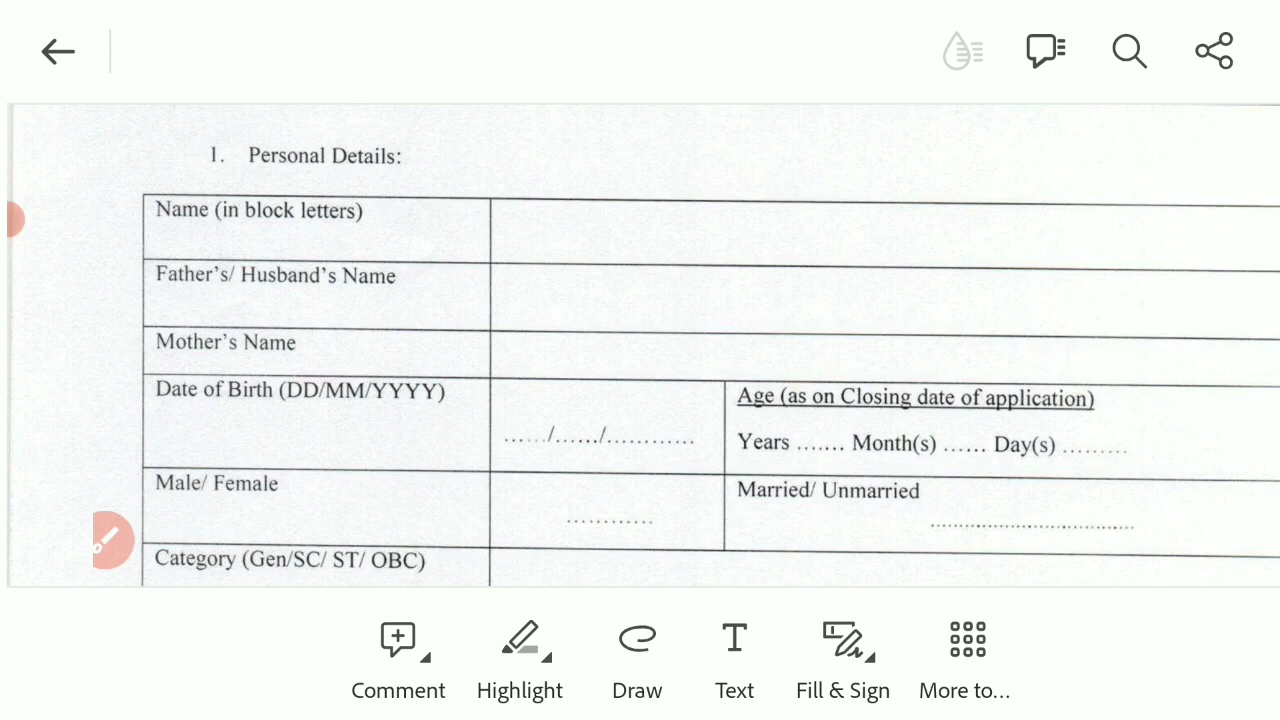 1. Personal Details:
Name (in block letters)
Father's/ Husband's Name
Mother's Name
Date of Birth (DD/MM/YYYY)
....../....../............
Age (as on Closing date of application)
Years ....... Month(s) ...... Day(s) .........
Male/ Female
............
Married/ Unmarried
....................................
Category (Gen/SC/ ST/ OBC)
Comment
Highlight
Draw
Text
Fill & Sign
More to...